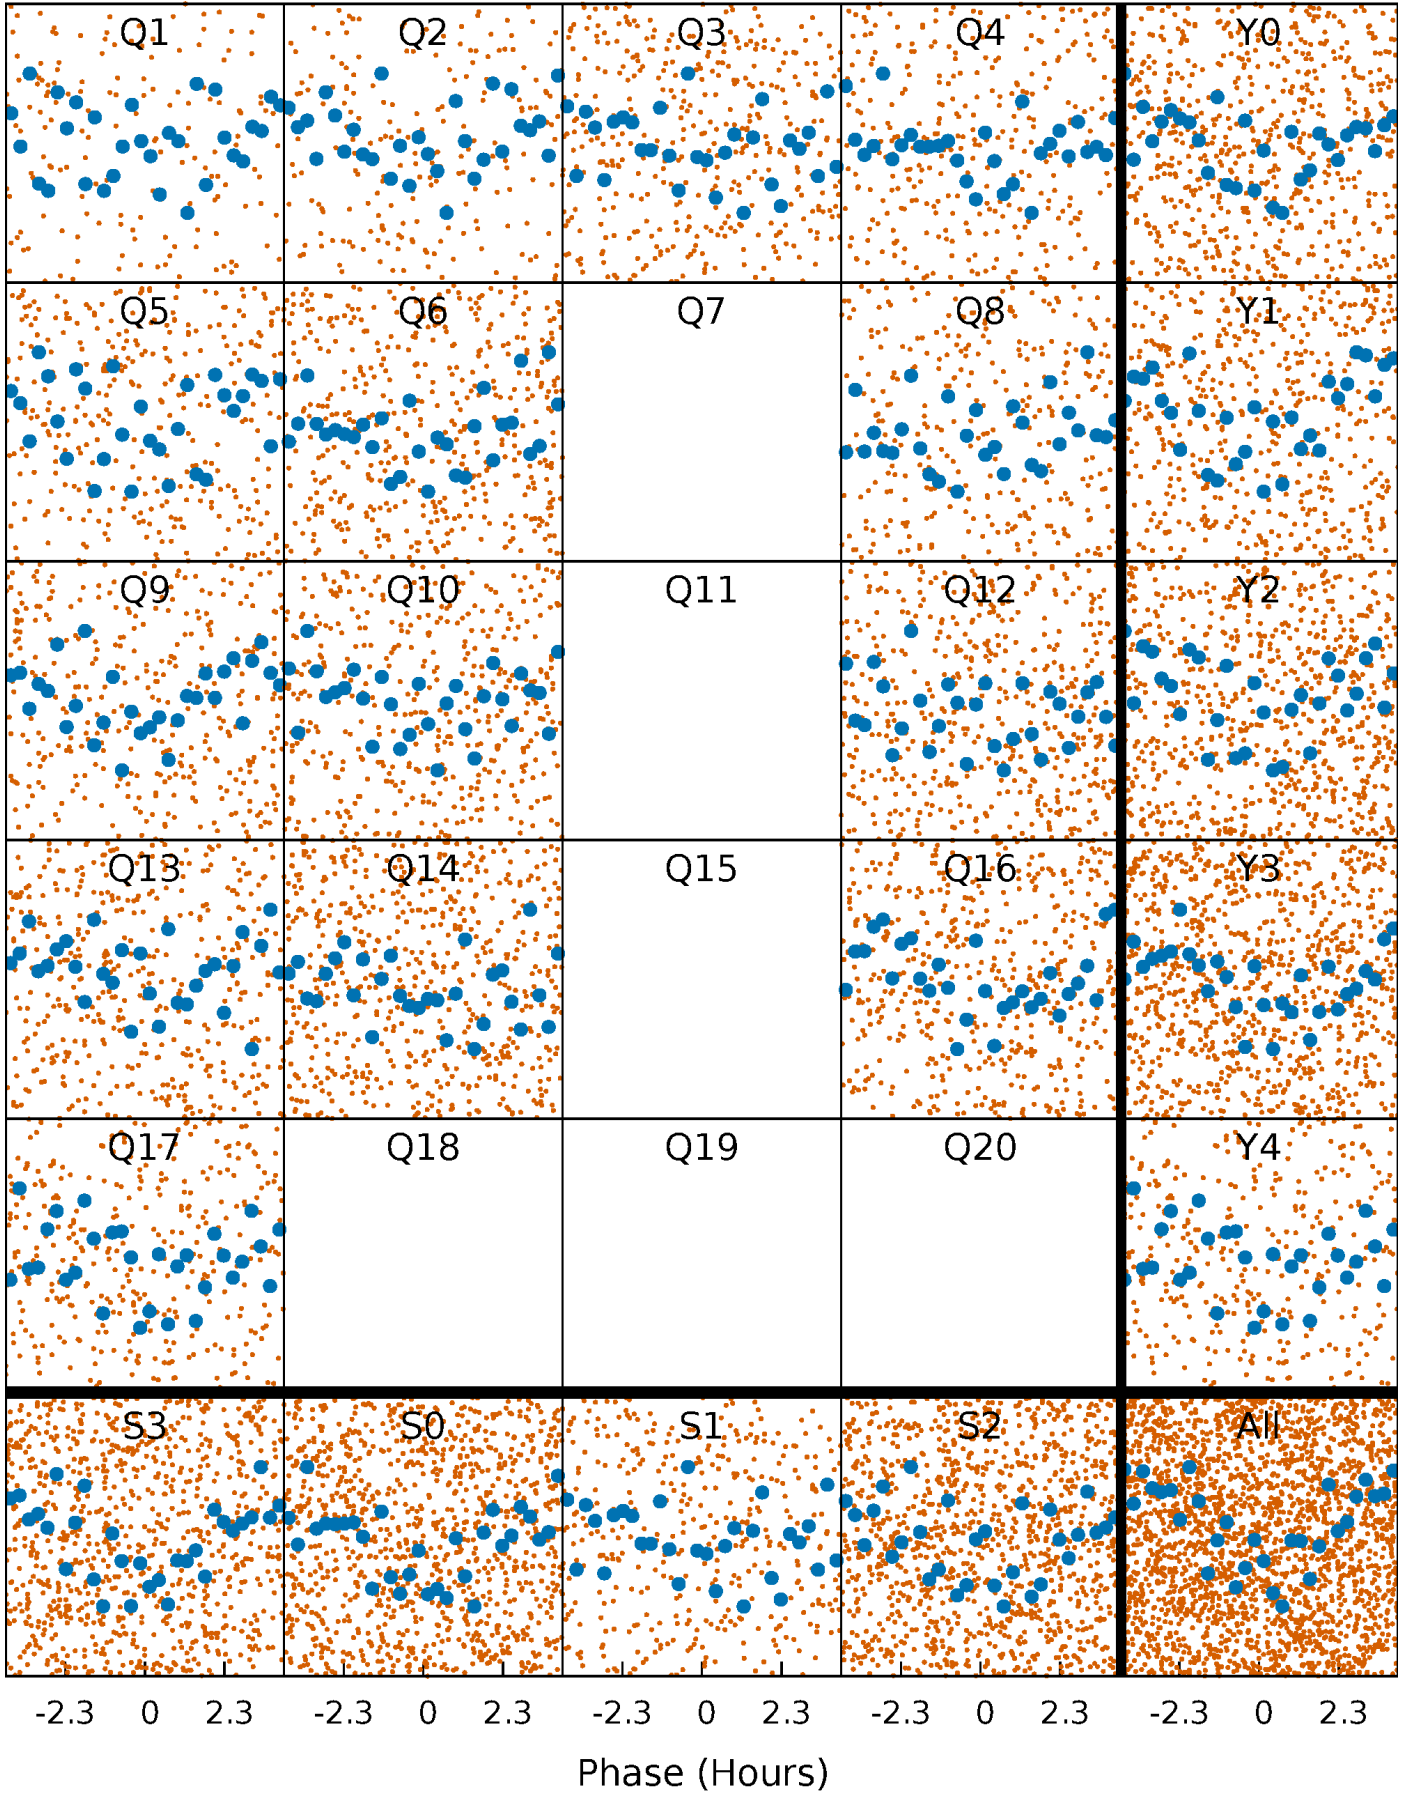 Q1 Q2 Q3 Q4 Y0
Q5 Q6 Q7 Q8 Y1
Q9 Q10 Q11 Q12 Y2
Q13 Q14 Q15 Q16 Y3
Q17 Q18 Q19 Q20 Y4
S3 S0 S1 S2 All
-2.3 0 2.3 -2.3 0 2.3 -2.3 0 2.3 -2.3 0 2.3 -2.3 0 2.3
Phase (Hours)